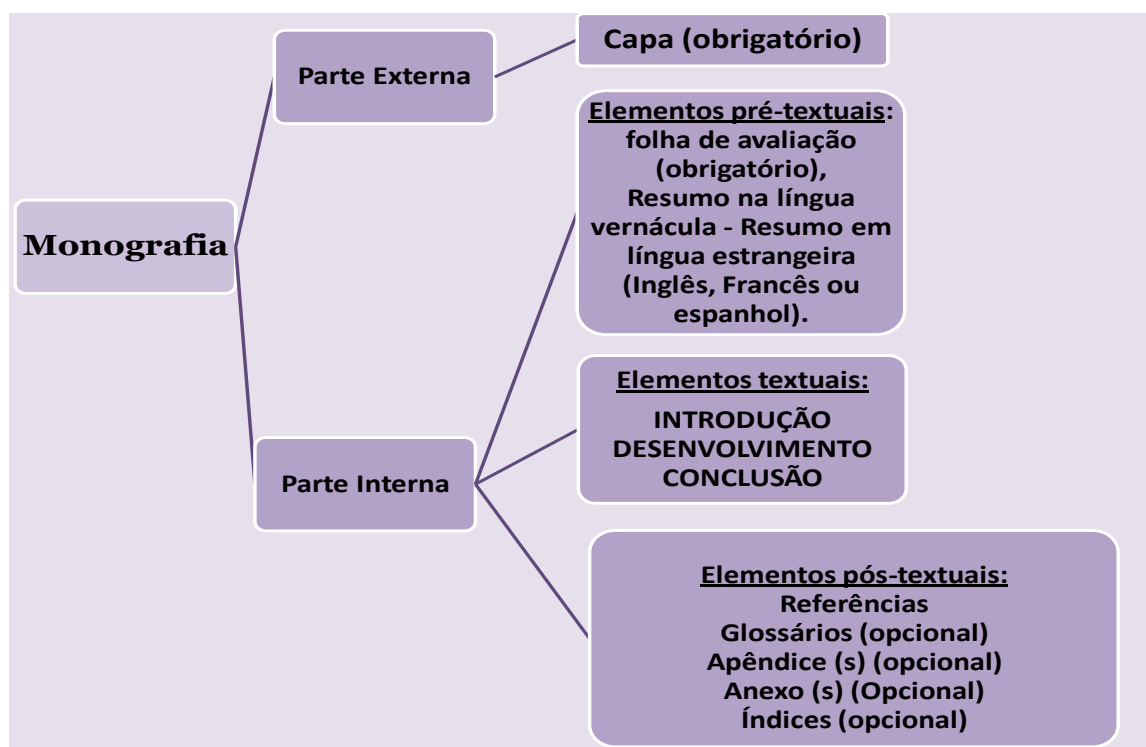 Monografia
Parte Externa
Capa (obrigatório)
Parte Interna
Elementos pré-textuais:
folha de avaliação
(obrigatório),
Resumo na língua
vernácula - Resumo em
língua estrangeira
(Inglês, Francês ou
espanhol).
Elementos textuais:
INTRODUÇÃO
DESENVOLVIMENTO
CONCLUSÃO
Elementos pós-textuais:
Referências
Glossários (opcional)
Apêndice (s) (opcional)
Anexo (s) (Opcional)
Índices (opcional)